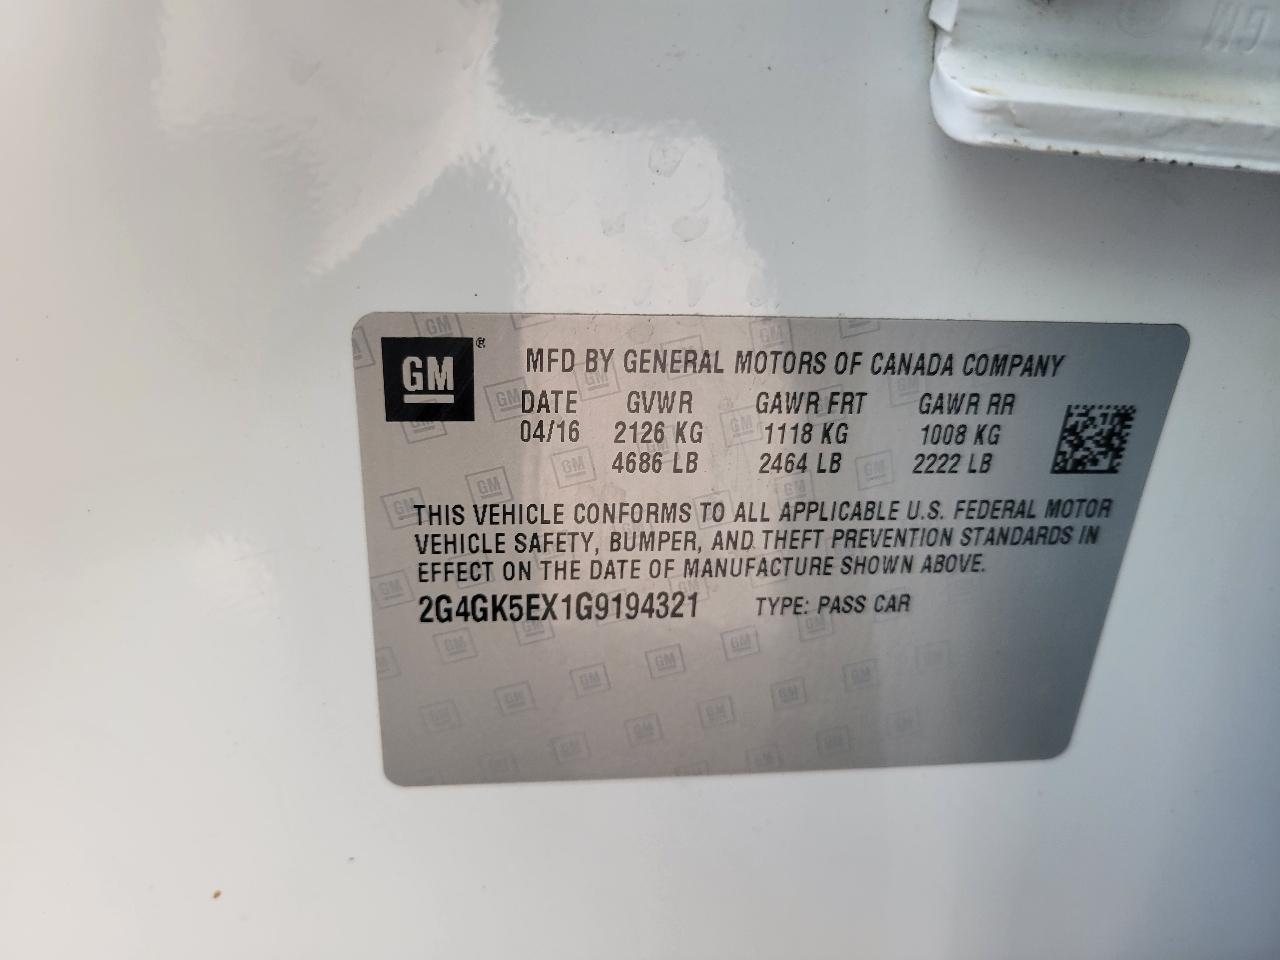 GM ®
MFD BY GENERAL MOTORS OF CANADA COMPANY
DATE GVWR GAWR FRT GAWR RR
04/16 2126 KG 1118 KG 1008 KG
4686 LB 2464 LB 2222 LB
THIS VEHICLE CONFORMS TO ALL APPLICABLE U.S. FEDERAL MOTOR
VEHICLE SAFETY, BUMPER, AND THEFT PREVENTION STANDARDS IN
EFFECT ON THE DATE OF MANUFACTURE SHOWN ABOVE.
2G4GK5EX1G9194321 TYPE: PASS CAR